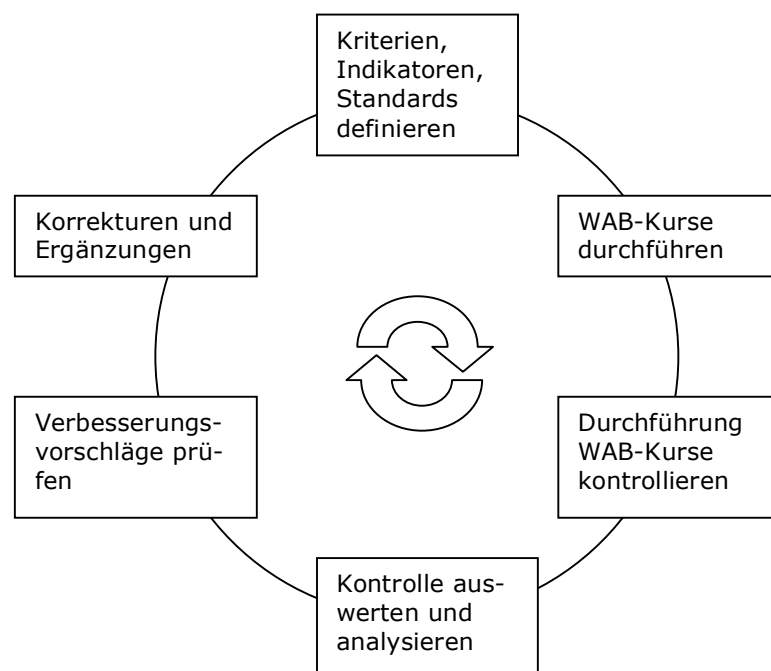 Kriterien,
Indikatoren,
Standards
definieren
WAB-Kurse
durchführen
Durchführung
WAB-Kurse
kontrollieren
Kontrolle aus-
werten und
analysieren
Verbesserungs-
vorschläge prü-
fen
Korrekturen und
Ergänzungen